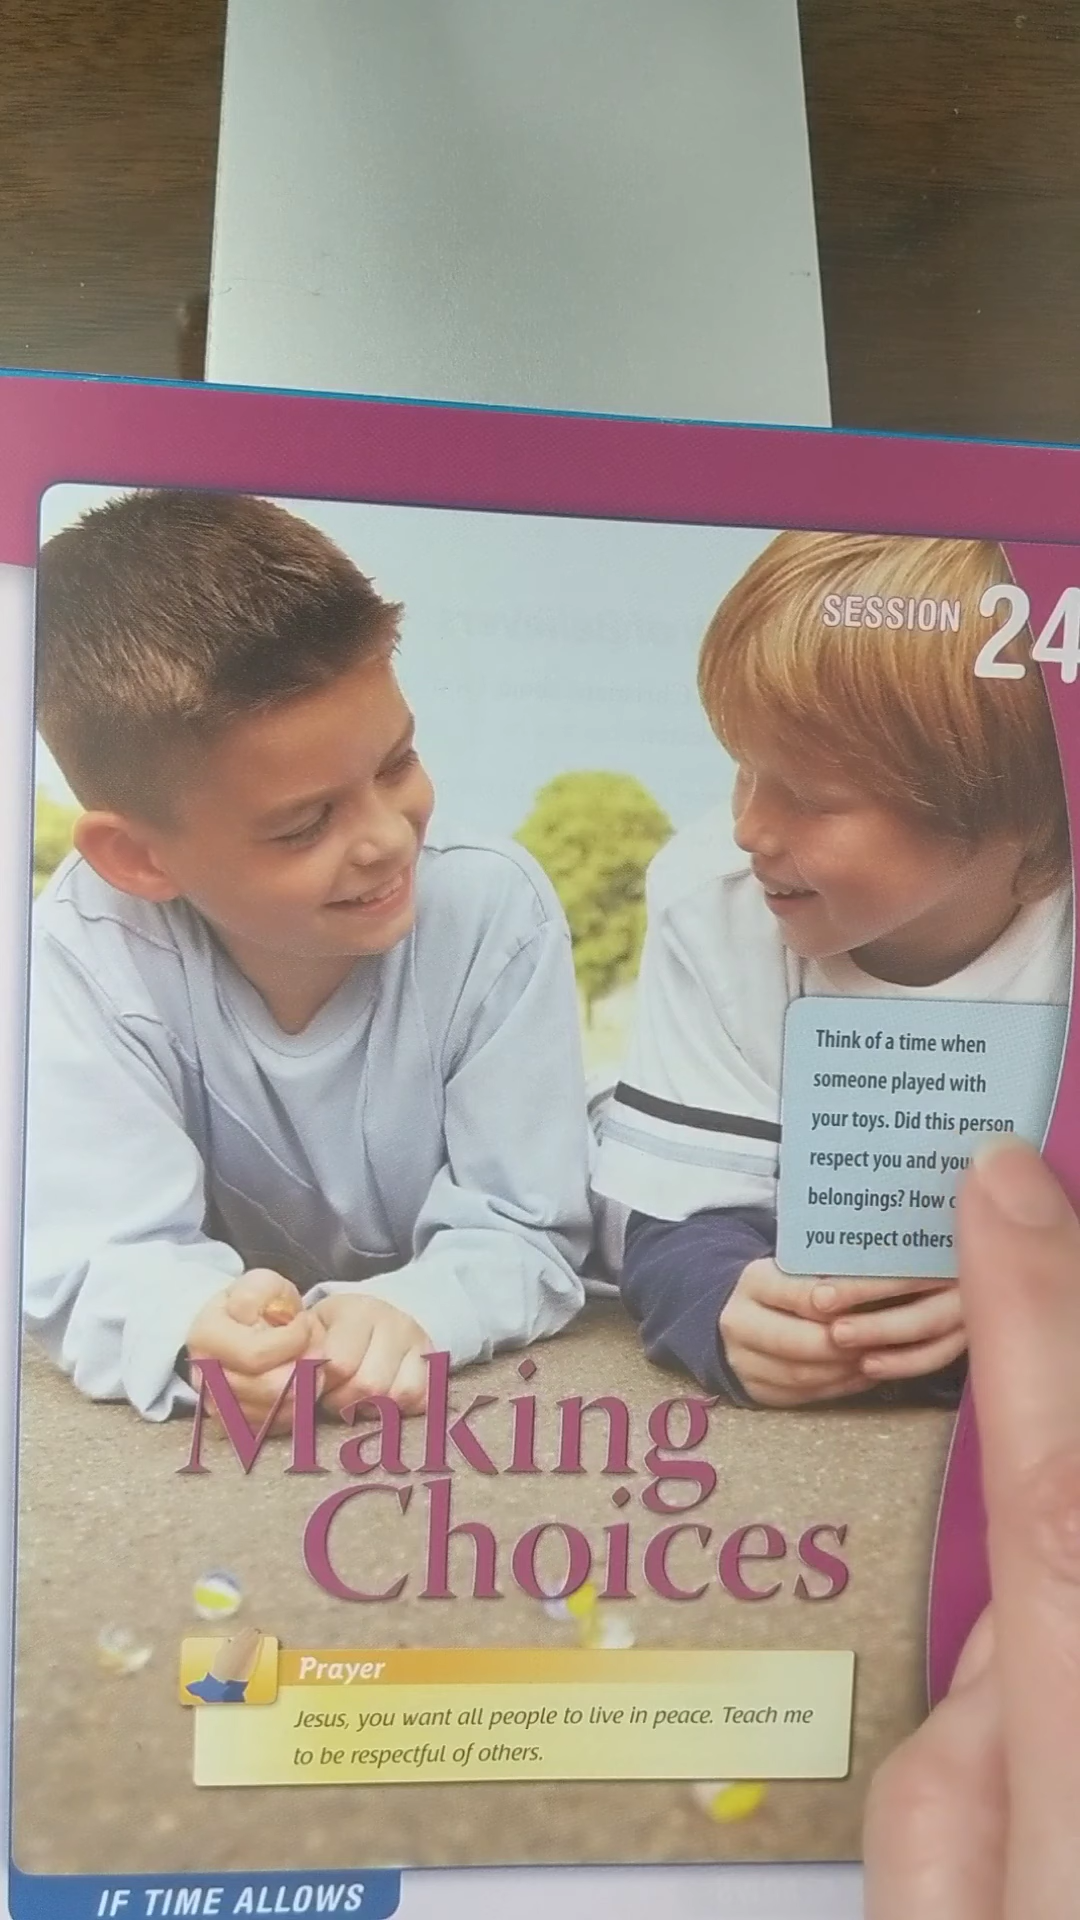 SESSION 24
Think of a time when
someone played with
your toys. Did this person
respect you and
belongings? How
you respect others
Making
Choices
Prayer
Jesus, you want all people to live in peace. Teach me
to be respectful of others.
IF TIME ALLOWS